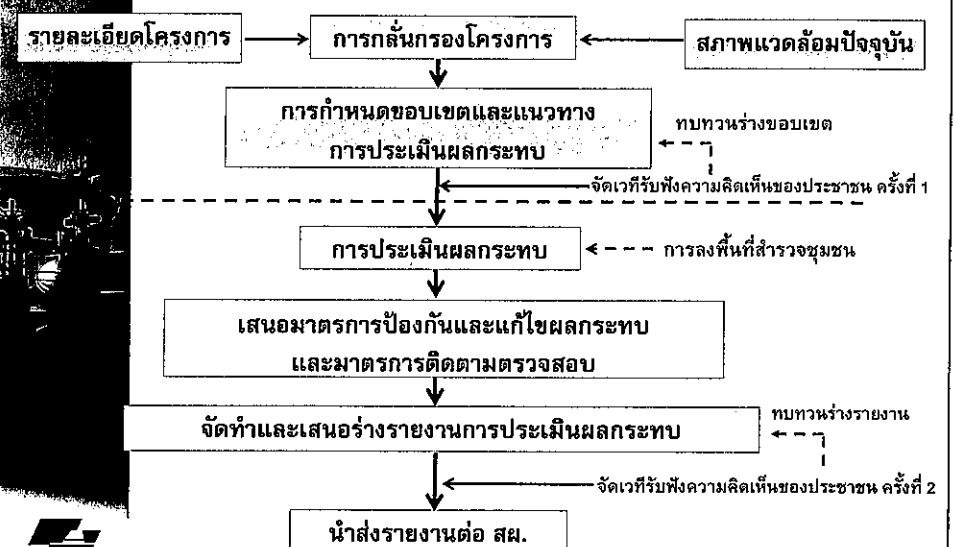 รายละเอียดโครงการ
การกลั่นกรองโครงการ
สภาพแวดล้อมปัจจุบัน
การกำหนดขอบเขตและแนวทาง
การประเมินผลกระทบ
ทบทวนร่างขอบเขต
จัดเวทีรับฟังความคิดเห็นของประชาชน ครั้งที่ 1
การประเมินผลกระทบ
การลงพื้นที่สำรวจชุมชน
เสนอมาตรการป้องกันและแก้ไขผลกระทบ
และมาตรการติดตามตรวจสอบ
จัดทำและเสนอร่างรายงานการประเมินผลกระทบ
ทบทวนร่างรายงาน
จัดเวทีรับฟังความคิดเห็นของประชาชน ครั้งที่ 2
นำส่งรายงานต่อ สผ.